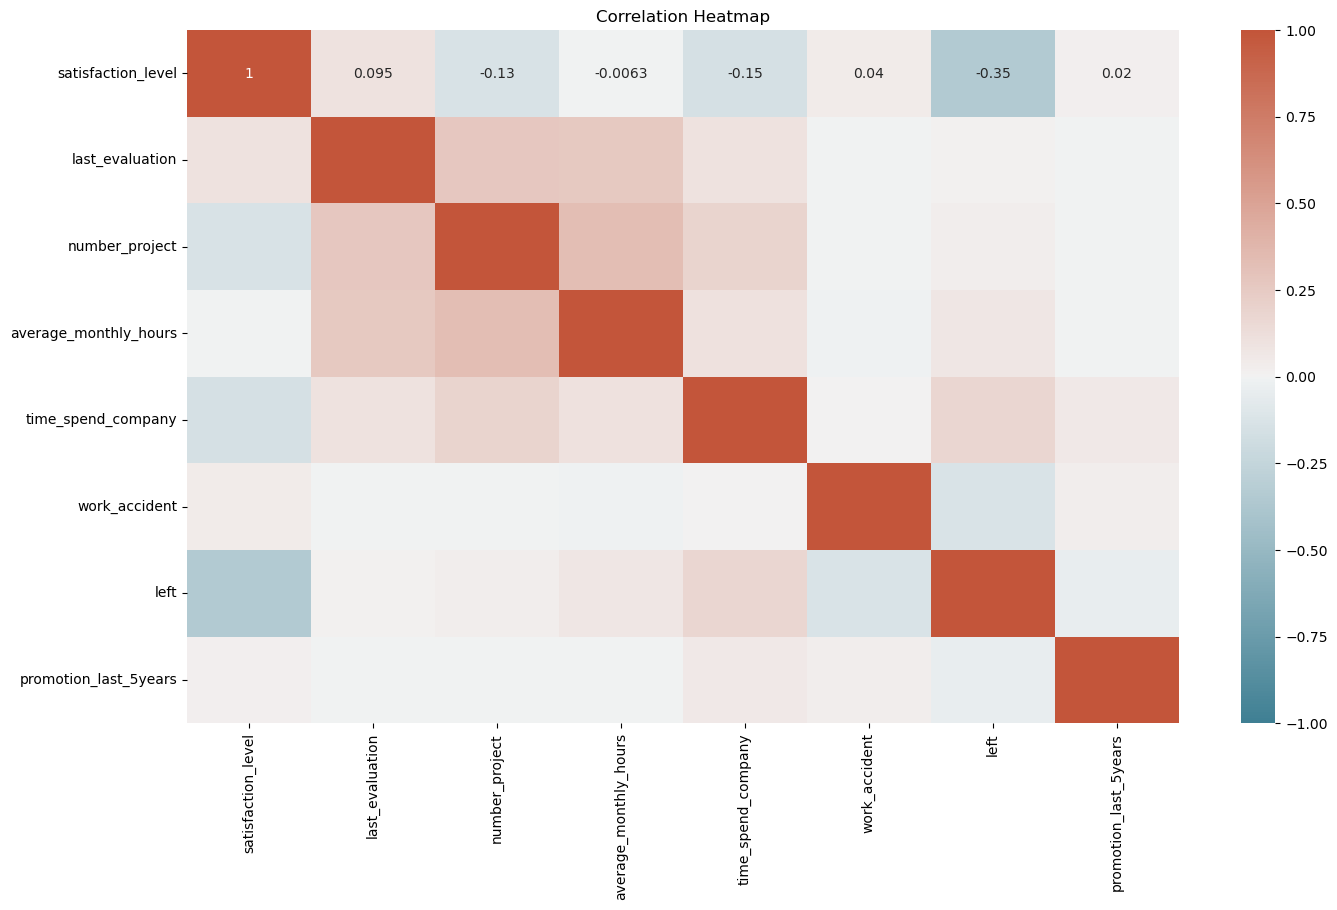 Correlation Heatmap
satisfaction_level 1 0.095 -0.13 -0.0063 -0.15 0.04 -0.35 0.02
last_evaluation
number_project
average_monthly_hours
time_spend_company
work_accident
left
promotion_last_5years
satisfaction_level
last_evaluation
number_project
average_monthly_hours
time_spend_company
work_accident
left
promotion_last_5years
1.00
0.75
0.50
0.25
0.00
−0.25
−0.50
−0.75
−1.00